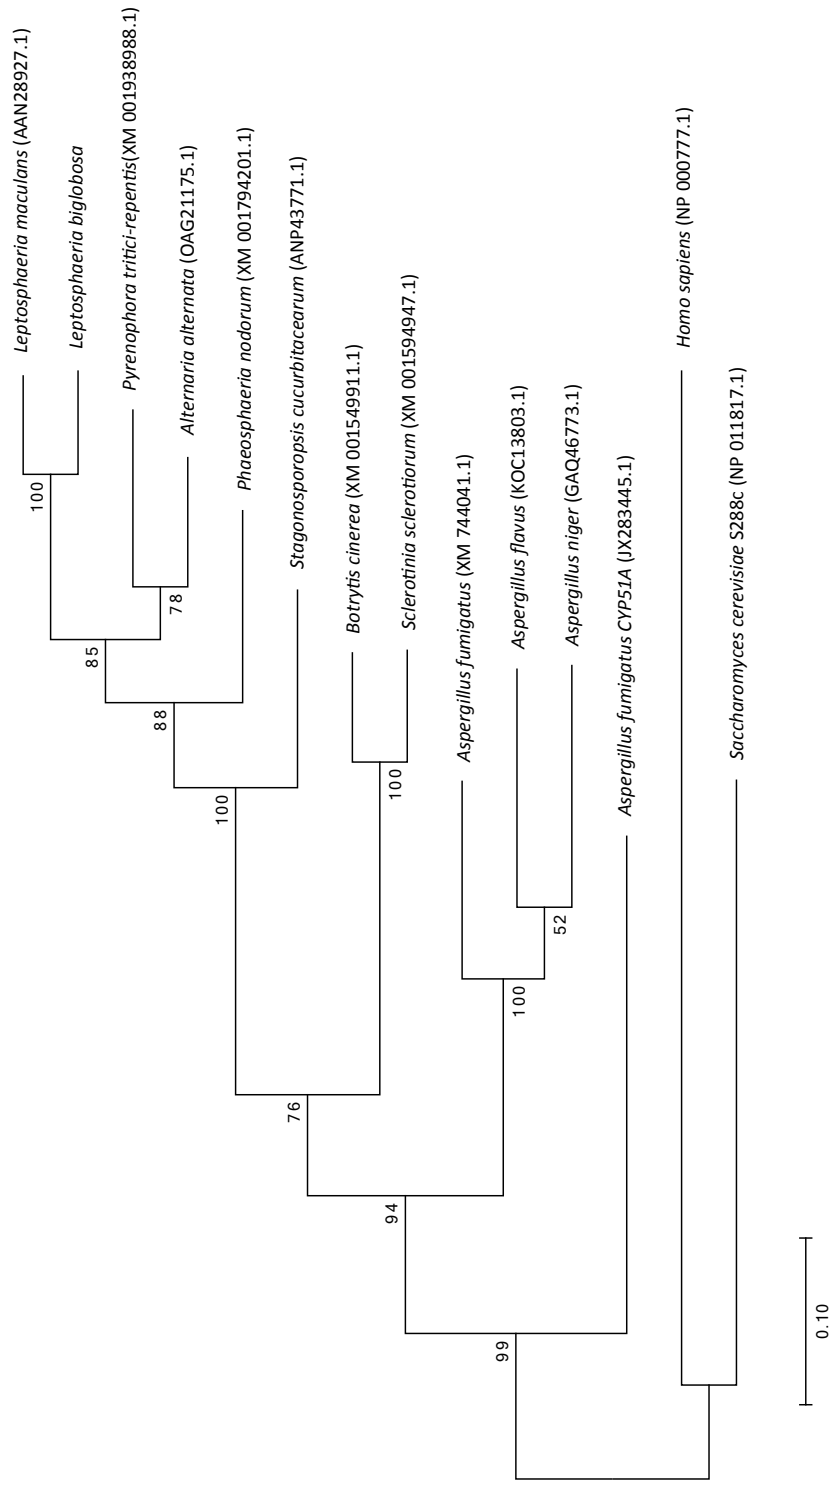 Leptosphaeria maculans (AAN28927.1)
Leptosphaeria biglobosa
Pyrenophora tritici-repentis(XM 001938988.1)
Alternaria alternata (OAG21175.1)
Phaeosphaeria nodorum (XM 001794201.1)
Stagonosporopsis cucurbitacearum (ANP43771.1)
Botrytis cinerea (XM 001549911.1)
Sclerotinia sclerotiorum (XM 001594947.1)
Aspergillus fumigatus (XM 744041.1)
Aspergillus flavus (KOC13803.1)
Aspergillus niger (GAQ46773.1)
Aspergillus fumigatus CYP51A (JX283445.1)
Homo sapiens (NP 000777.1)
Saccharomyces cerevisiae S288c (NP 011817.1)
100
78
85
88
100
100
52
100
76
94
99
0.10